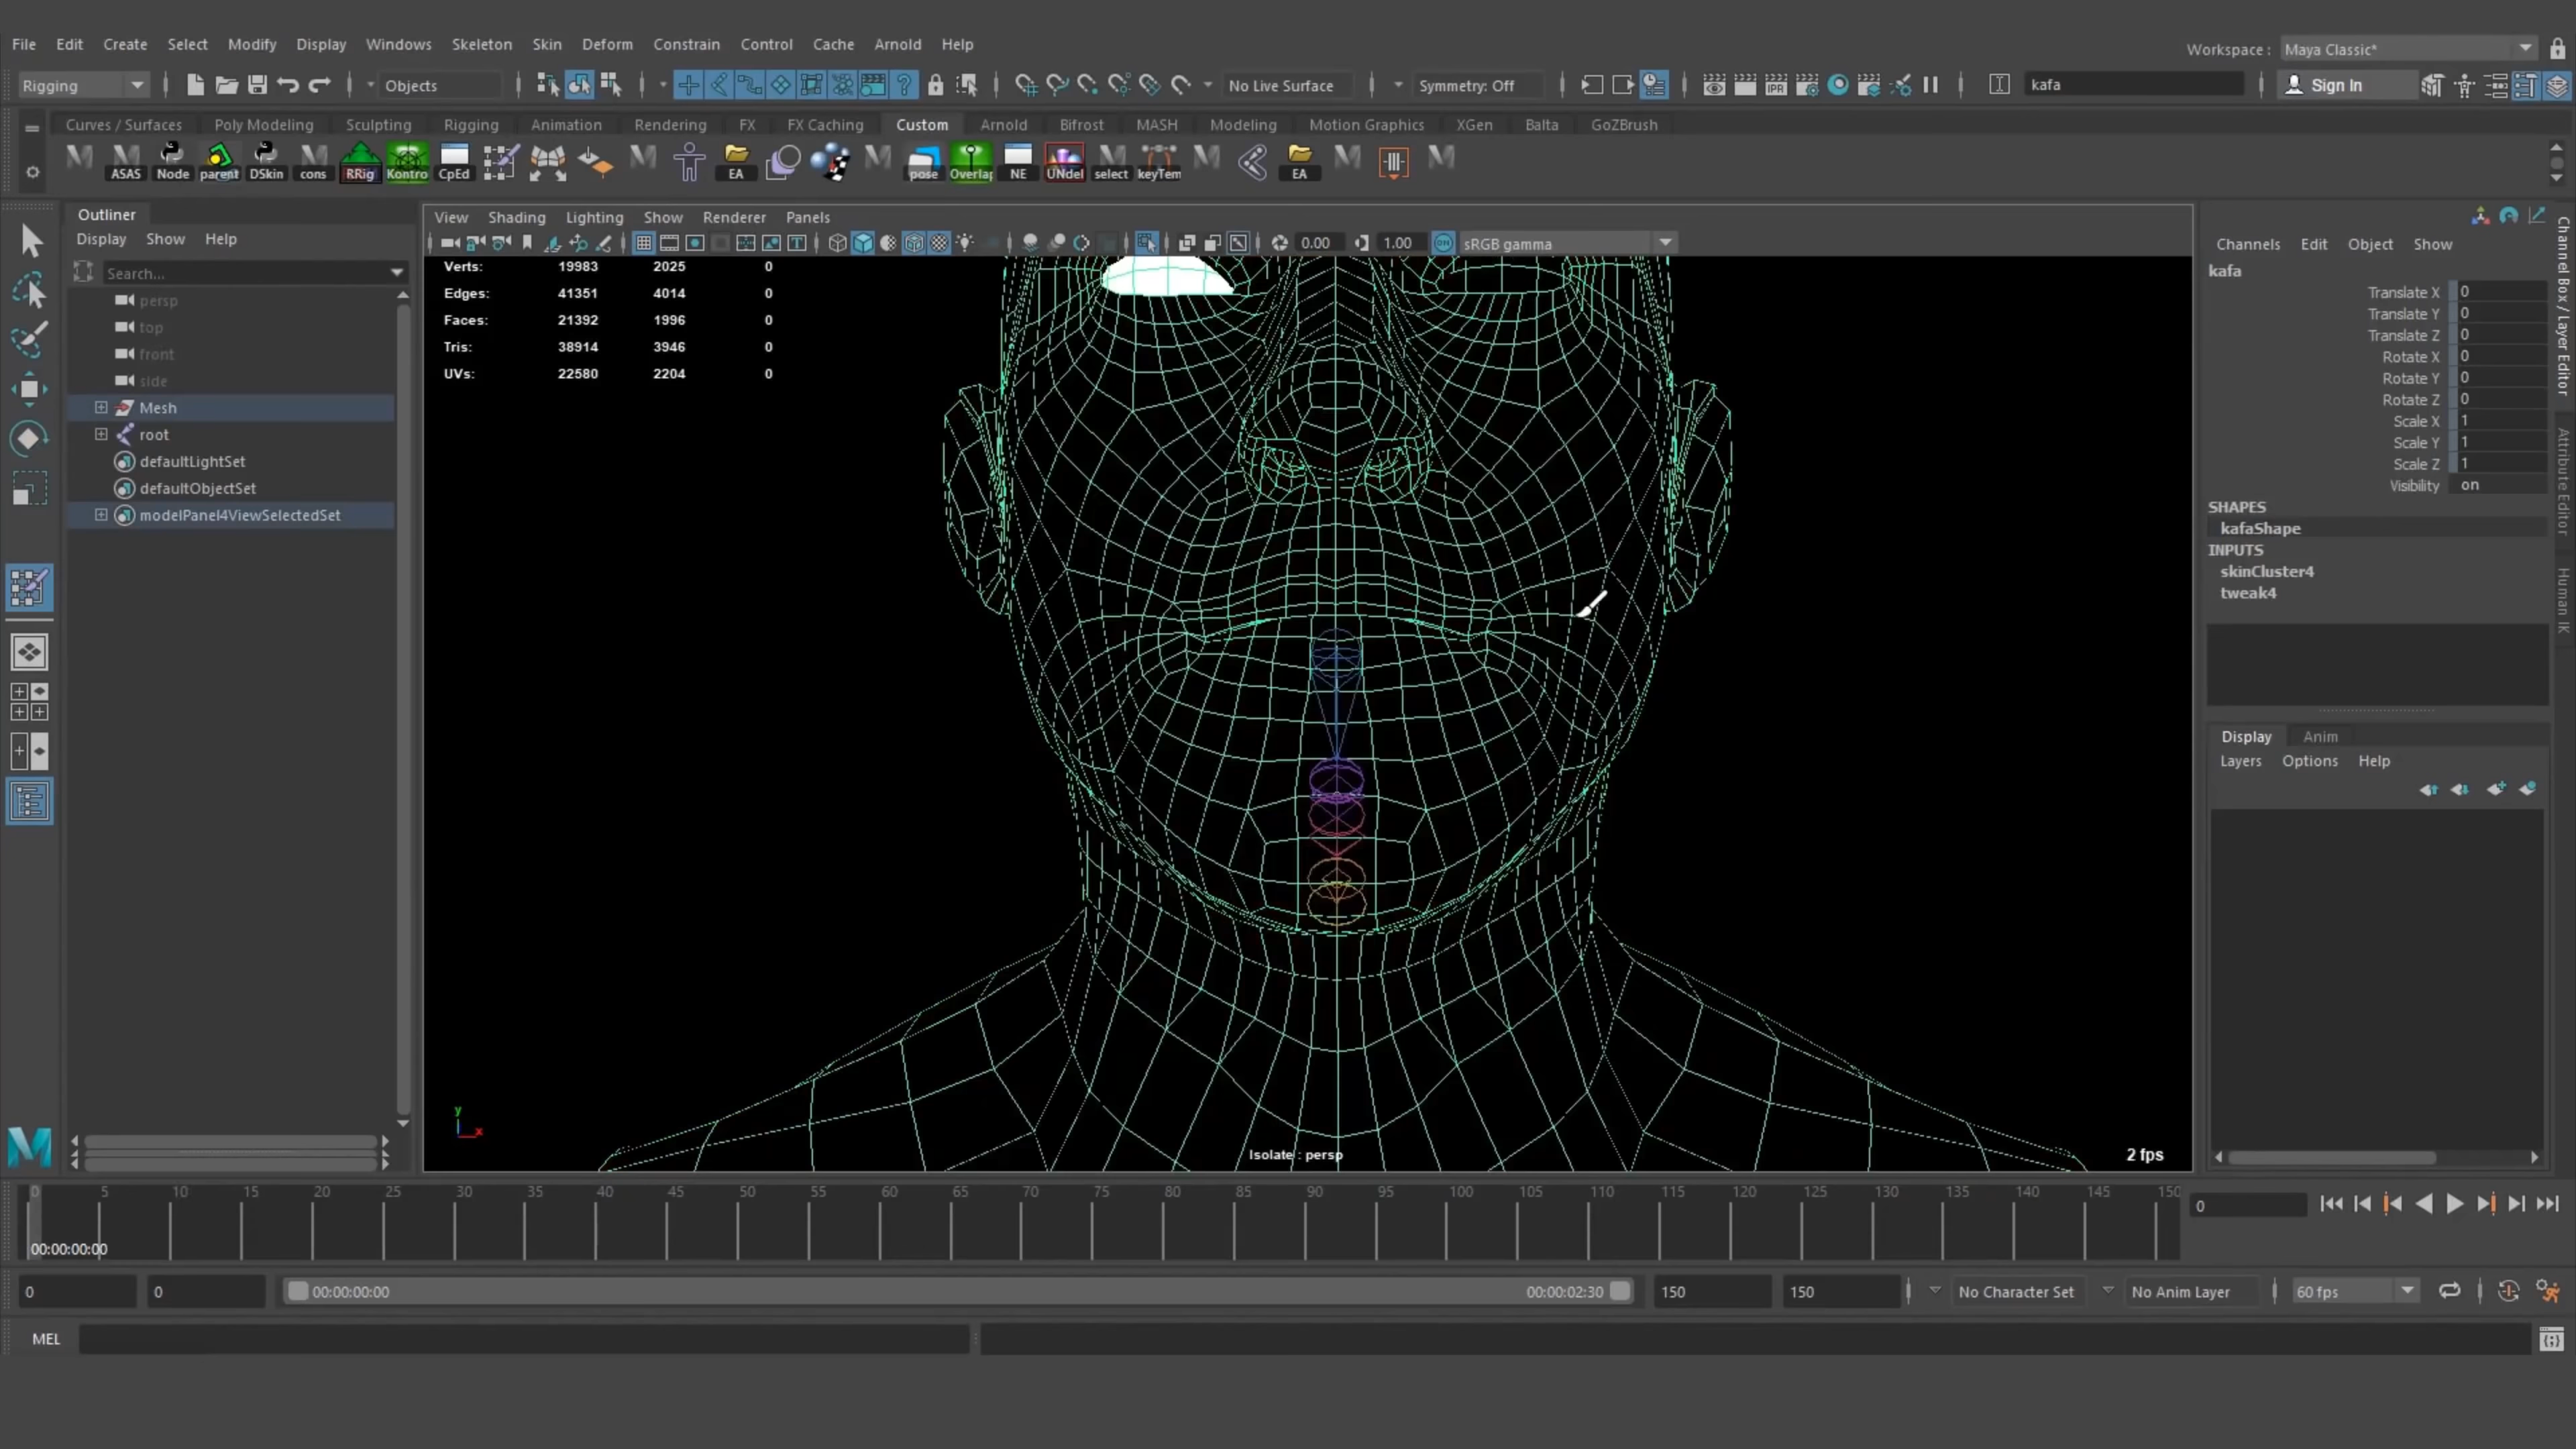 File Edit Create Select Modify Display Windows Skeleton Skin Deform Constrain Control Cache Arnold Help
Workspace : Maya Classic*
Rigging Objects No Live Surface Symmetry: Off IPR kafa Sign In
Curves / Surfaces Poly Modeling Sculpting Rigging Animation Rendering FX FX Caching Custom Arnold Bifrost MASH Modeling Motion Graphics XGen Balta GoZBrush
ASAS Node parent DSkin cons RRig Kontro CpEd EA pose Overlap NE UNdel select keyTem EA
Outliner
Display Show Help
Search...
persp
top
front
side
Mesh
root
defaultLightSet
defaultObjectSet
modelPanel4ViewSelectedSet
View Shading Lighting Show Renderer Panels
0.00 1.00 ON sRGB gamma
Verts: 19983 2025 0
Edges: 41351 4014 0
Faces: 21392 1996 0
Tris: 38914 3946 0
UVs: 22580 2204 0
y
x
Isolate : persp
2 fps
Channels Edit Object Show
kafa
Translate X 0
Translate Y 0
Translate Z 0
Rotate X 0
Rotate Y 0
Rotate Z 0
Scale X 1
Scale Y 1
Scale Z 1
Visibility on
SHAPES
kafaShape
INPUTS
skinCluster4
tweak4
Display Anim
Layers Options Help
Channel Box / Layer Editor
Attribute Editor
Human IK
0 5 10 15 20 25 30 35 40 45 50 55 60 65 70 75 80 85 90 95 100 105 110 115 120 125 130 135 140 145 150
00:00:00:00
0
0 0 00:00:00:00 00:00:02:30 150 150 No Character Set No Anim Layer 60 fps
MEL